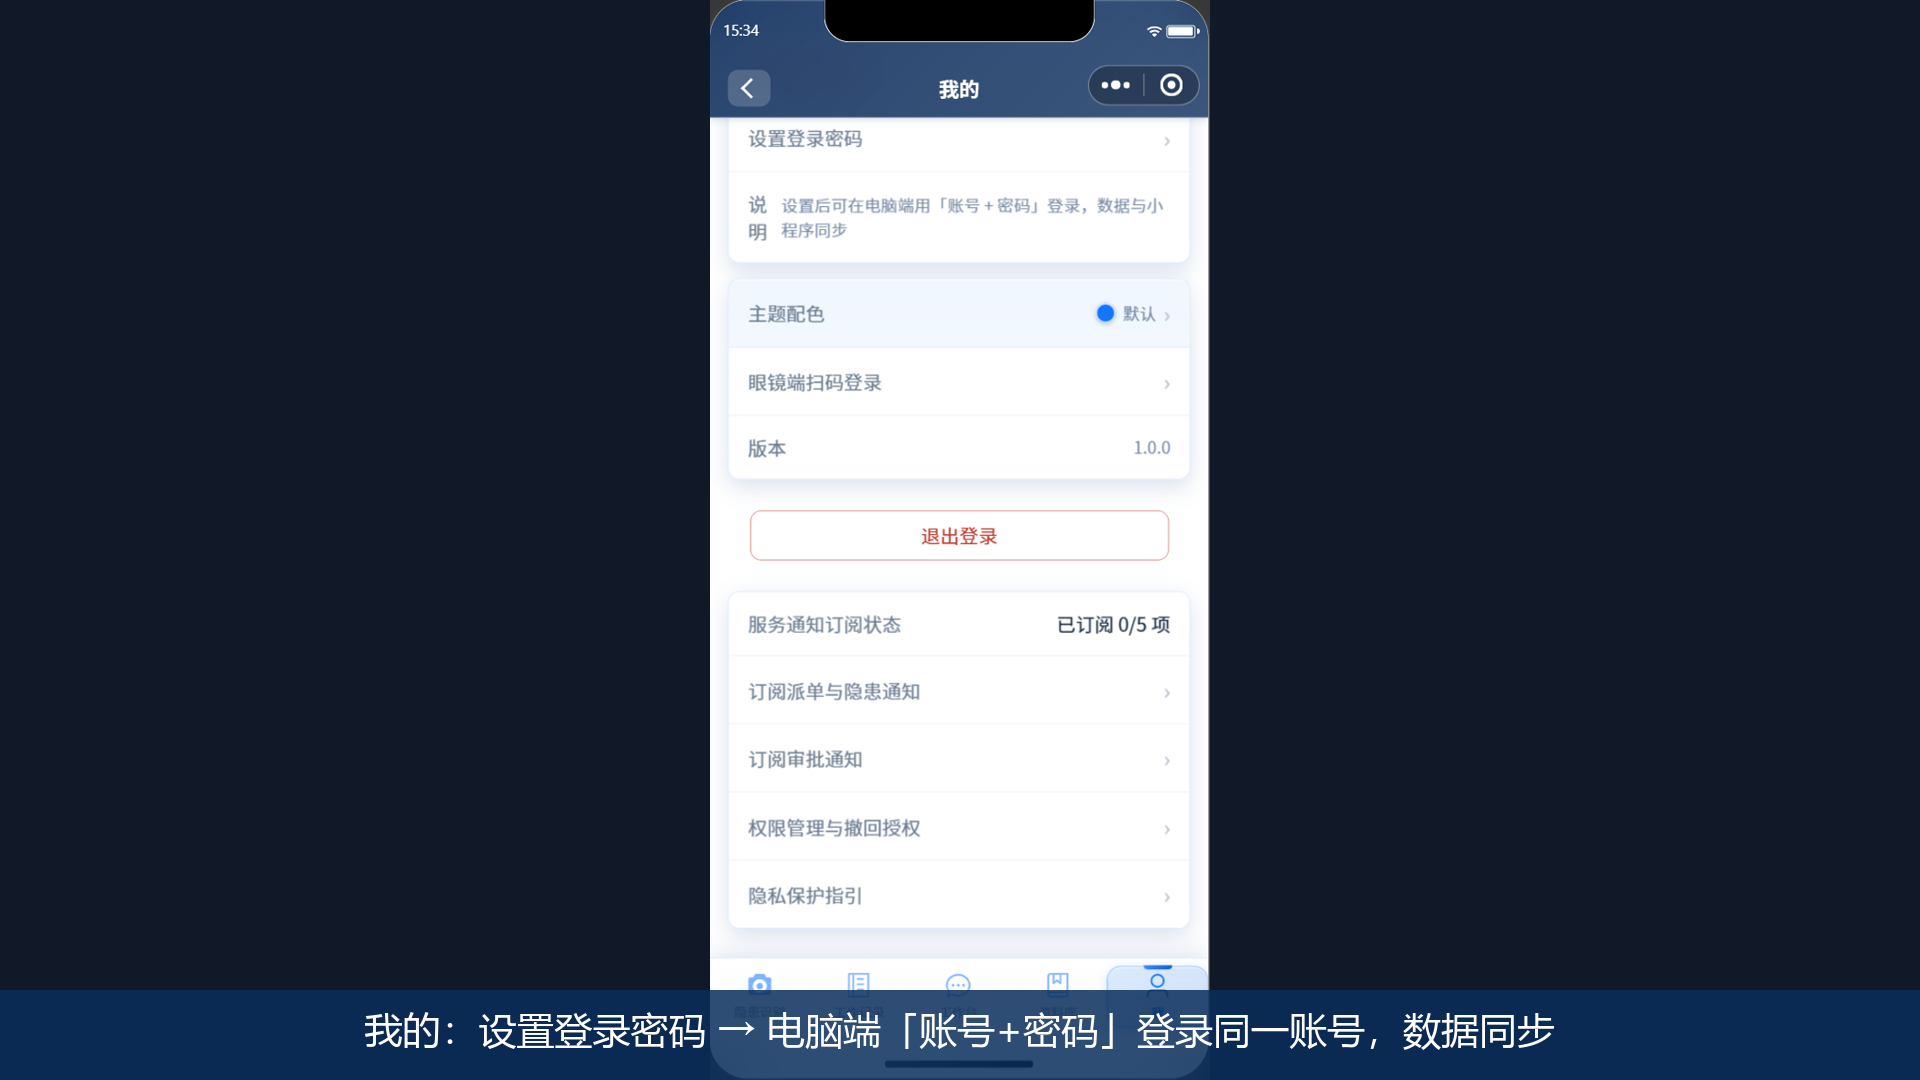 15:34
我的
设置登录密码
说明
设置后可在电脑端用「账号+密码」登录，数据与小
程序同步
主题配色
默认
眼镜端扫码登录
版本
1.0.0
退出登录
服务通知订阅状态
已订阅 0/5 项
订阅派单与隐患通知
订阅审批通知
权限管理与撤回授权
隐私保护指引
我的：设置登录密码 → 电脑端「账号+密码」登录同一账号，数据同步